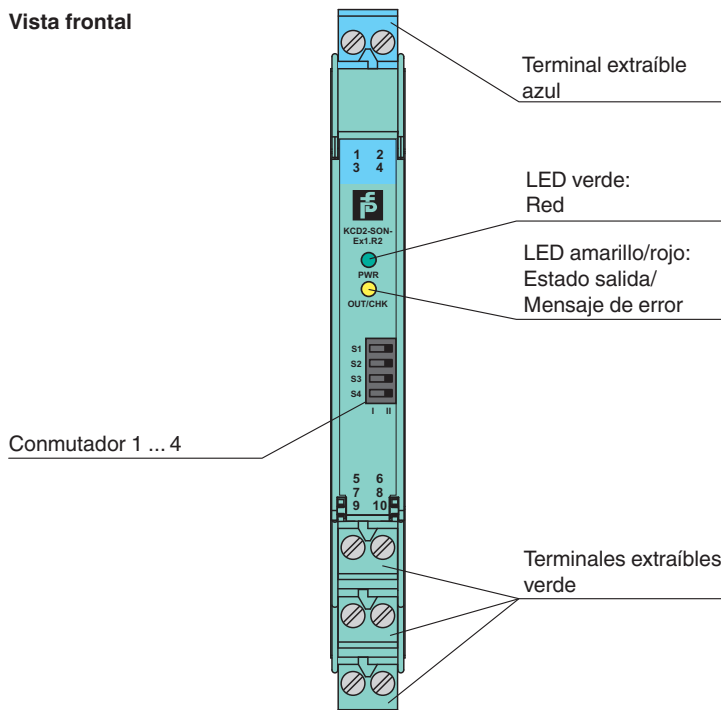 Vista frontal
Terminal extraíble
azul
1 2
3 4
KCD2-SON-
Ex1.R2
PWR
OUT/CHK
LED verde:
Red
LED amarillo/rojo:
Estado salida/
Mensaje de error
S1
S2
S3
S4
I II
Conmutador 1 ... 4
5 6
7 8
9 10
Terminales extraíbles
verde